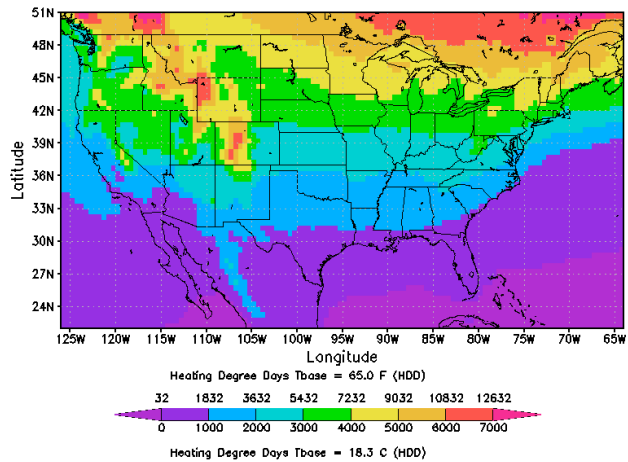 51N
48N
45N
42N
39N
36N
33N
30N
27N
24N
Latitude
125W 120W 115W 110W 105W 100W 95W 90W 85W 80W 75W 70W 65W
Longitude
Heating Degree Days Tbase = 65.0 F (HDD)
32 1832 3632 5432 7232 9032 10832 12632
0 1000 2000 3000 4000 5000 6000 7000
Heating Degree Days Tbase = 18.3 C (HDD)